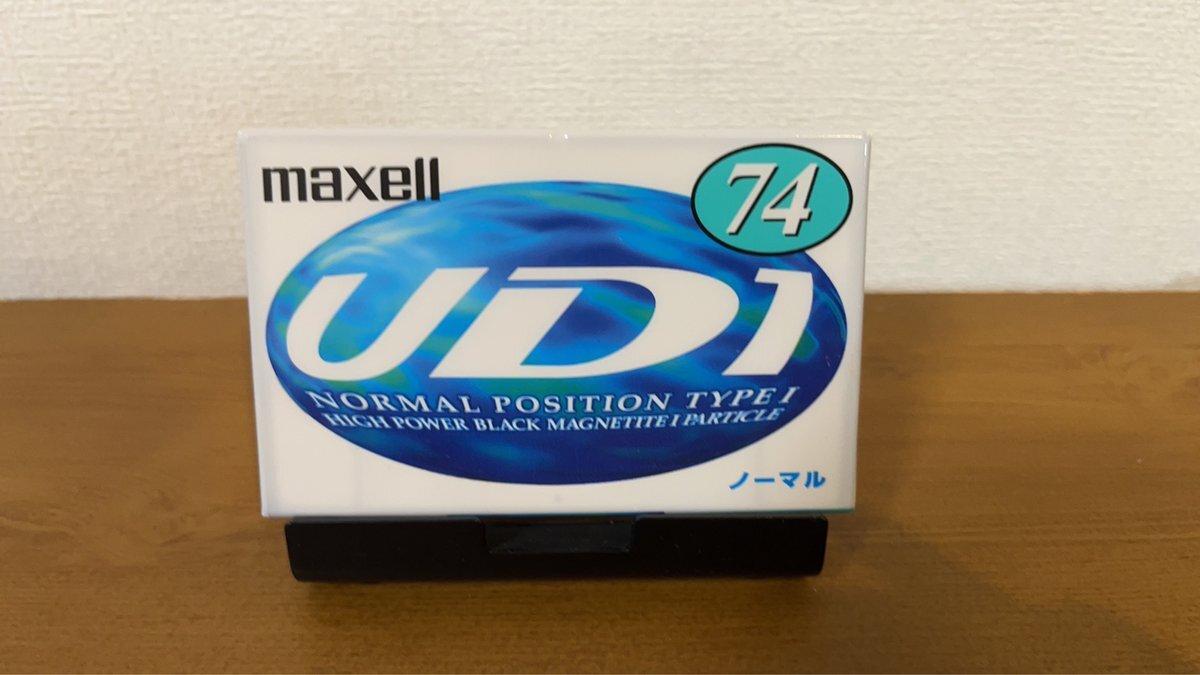 maxell
74
UD1
NORMAL POSITION TYPE I
HIGH POWER BLACK MAGNETITE I PARTICLE
ノーマル